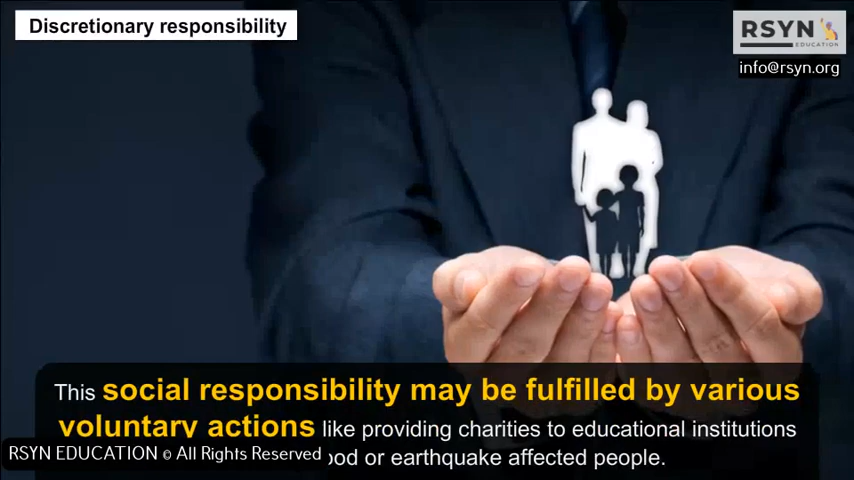 Discretionary responsibility
RSYN
EDUCATION
info@rsyn.org
This social responsibility may be fulfilled by various
voluntary actions like providing charities to educational institutions
or earthquake affected people.
RSYN EDUCATION © All Rights Reserved